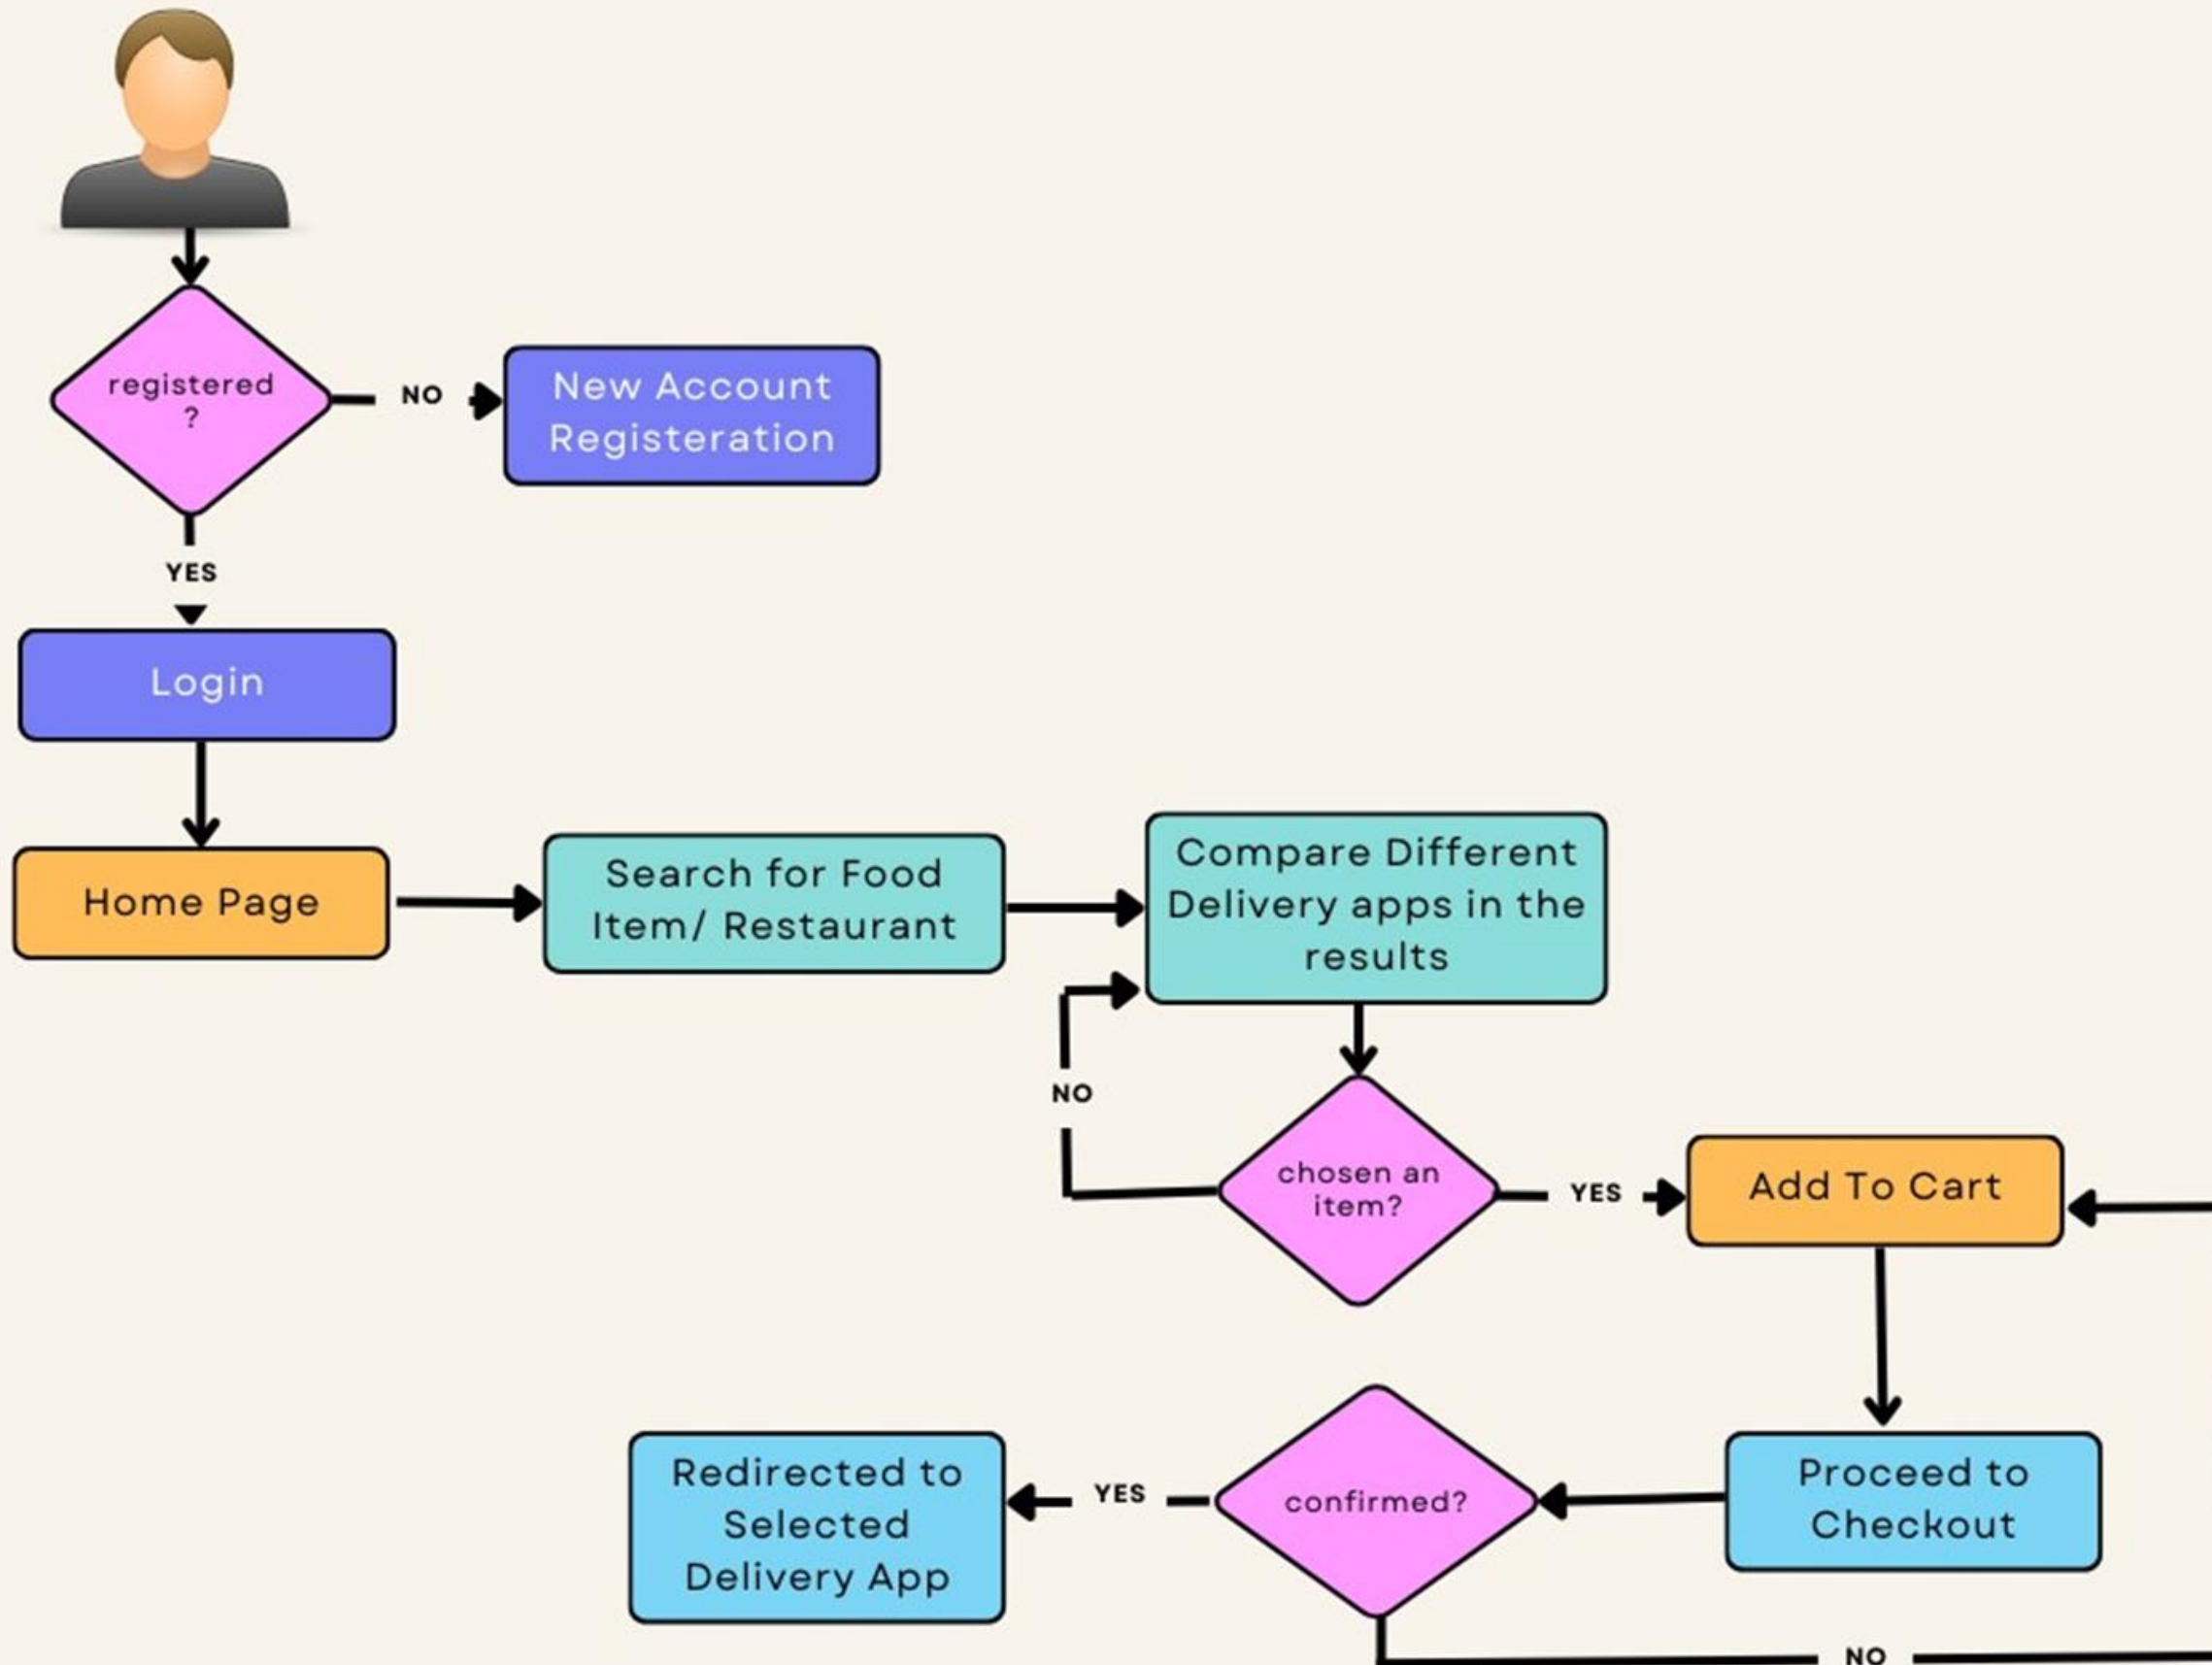 registered
?
NO
New Account
Registeration
YES
Login
Home Page
Search for Food
Item/ Restaurant
Compare Different
Delivery apps in the
results
NO
chosen an
item?
YES
Add To Cart
Proceed to
Checkout
confirmed?
YES
Redirected to
Selected
Delivery App
NO